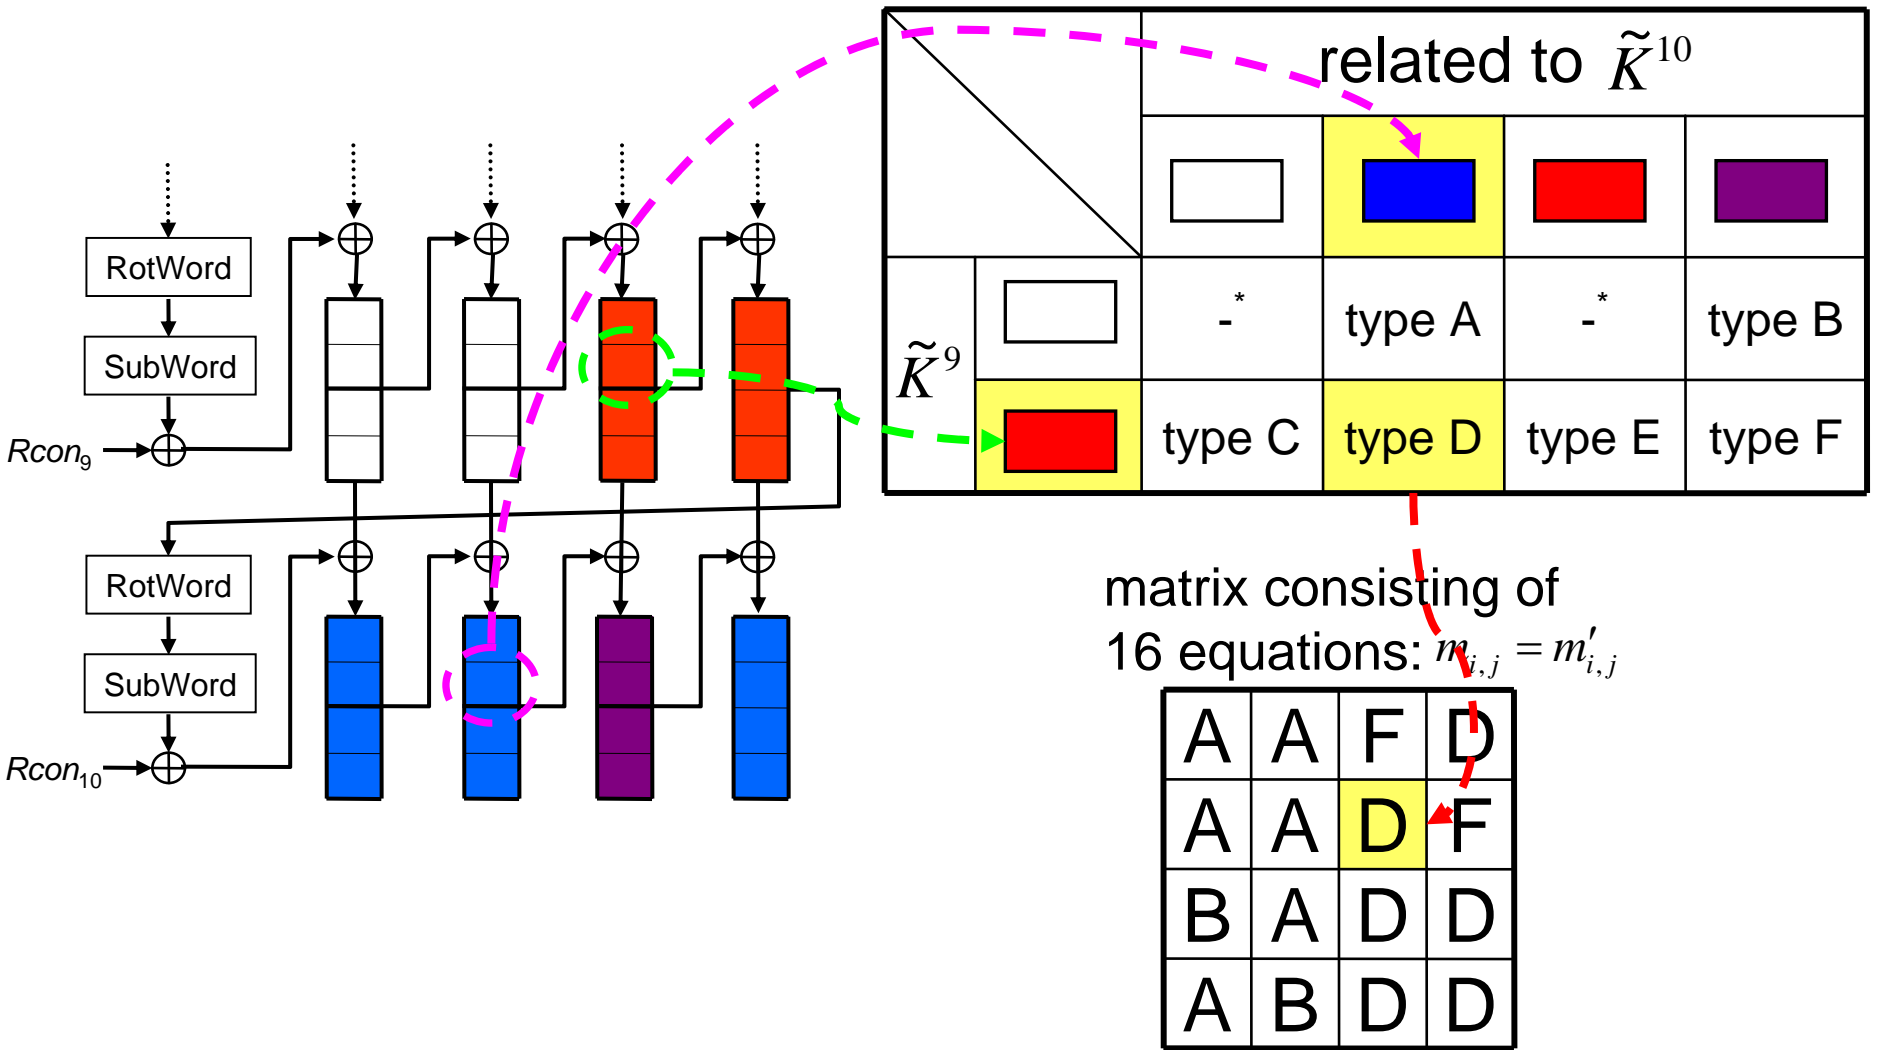 RotWord
SubWord
Rcon9
RotWord
SubWord
Rcon10
related to K̃¹⁰
K̃⁹
-* type A -* type B
type C type D type E type F
matrix consisting of
16 equations: mᵢ,ⱼ = m′ᵢ,ⱼ
A A F D
A A D F
B A D D
A B D D